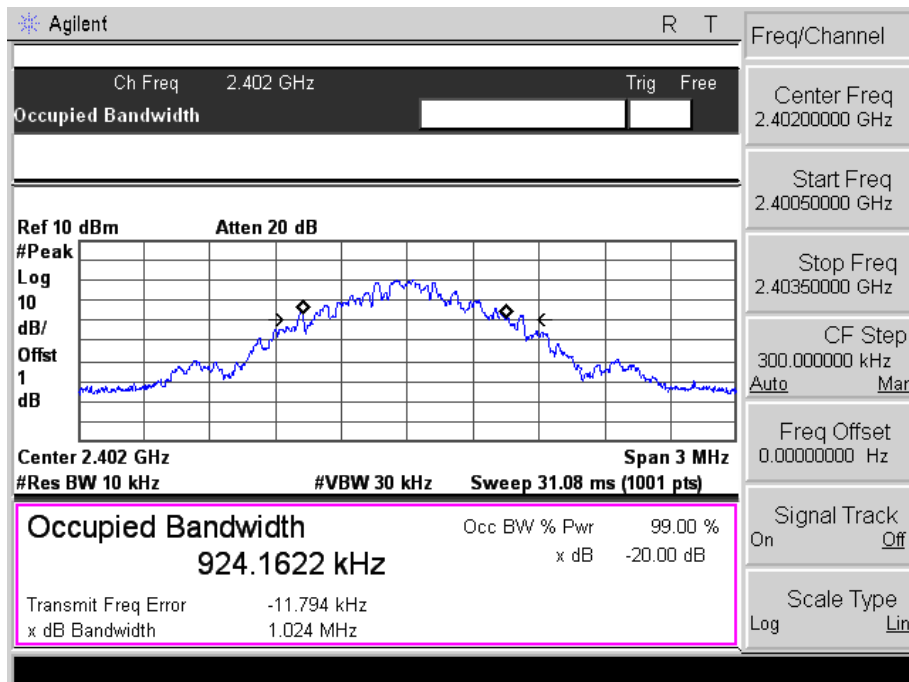 Agilent R T
Ch Freq 2.402 GHz Trig Free
Occupied Bandwidth
Ref 10 dBm Atten 20 dB
#Peak
Log
10
dB/
Offst
1
dB
Center 2.402 GHz Span 3 MHz
#Res BW 10 kHz #VBW 30 kHz Sweep 31.08 ms (1001 pts)
Occupied Bandwidth
924.1622 kHz
Occ BW % Pwr 99.00 %
x dB -20.00 dB
Transmit Freq Error -11.794 kHz
x dB Bandwidth 1.024 MHz
Freq/Channel
Center Freq
2.40200000 GHz
Start Freq
2.40050000 GHz
Stop Freq
2.40350000 GHz
CF Step
300.000000 kHz
Auto Mar
Freq Offset
0.00000000 Hz
Signal Track
On Off
Scale Type
Log Lin